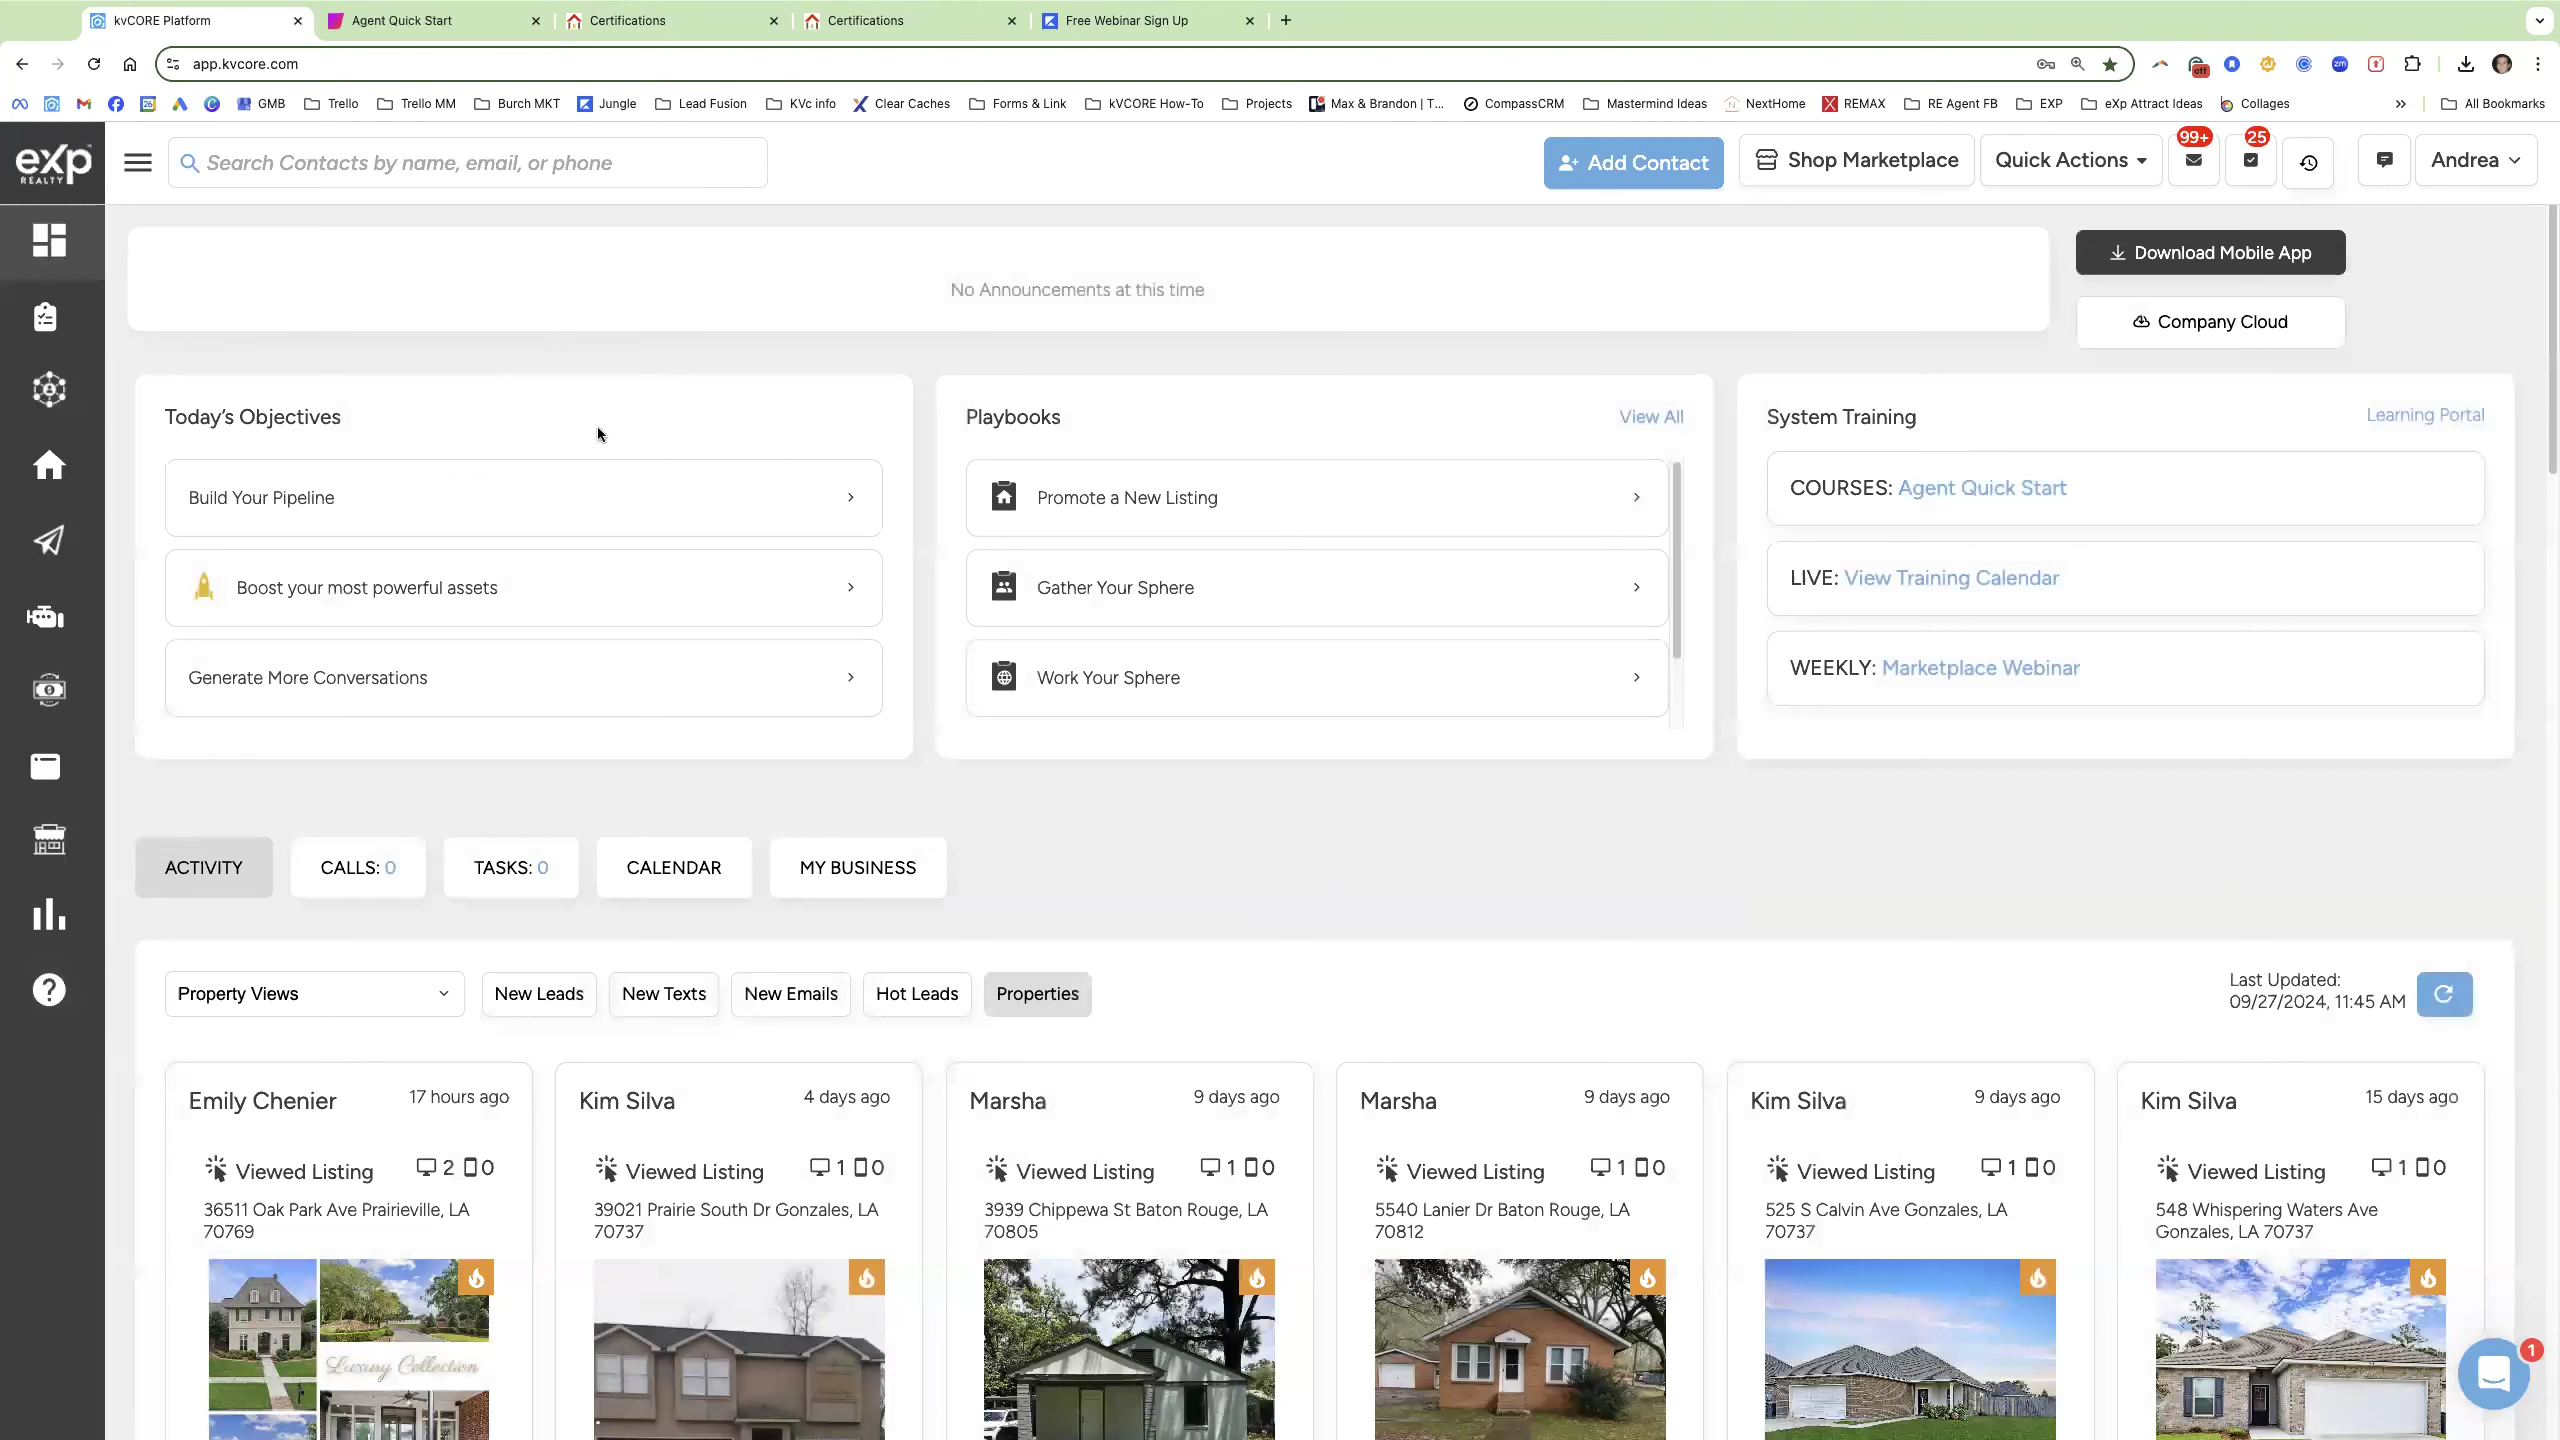 kvCORE Platform
Agent Quick Start
Certifications
Certifications
Free Webinar Sign Up
app.kvcore.com
off
zm
26
GMB
Trello
Trello MM
Burch MKT
Jungle
Lead Fusion
KVc info
Clear Caches
Forms & Link
kVCORE How-To
Projects
Max & Brandon | T...
CompassCRM
Mastermind Ideas
NextHome
REMAX
RE Agent FB
EXP
eXp Attract Ideas
Collages
All Bookmarks
eXp
REALTY
Search Contacts by name, email, or phone
Add Contact
Shop Marketplace
Quick Actions
99+
25
Andrea
No Announcements at this time
Download Mobile App
Company Cloud
Today's Objectives
Build Your Pipeline
Boost your most powerful assets
Generate More Conversations
Playbooks
View All
Promote a New Listing
Gather Your Sphere
Work Your Sphere
System Training
Learning Portal
COURSES: Agent Quick Start
LIVE: View Training Calendar
WEEKLY: Marketplace Webinar
ACTIVITY
CALLS: 0
TASKS: 0
CALENDAR
MY BUSINESS
Property Views
New Leads
New Texts
New Emails
Hot Leads
Properties
Last Updated:
09/27/2024, 11:45 AM
Emily Chenier
17 hours ago
Viewed Listing
2 0
36511 Oak Park Ave Prairieville, LA
70769
Luxury Collection
Kim Silva
4 days ago
Viewed Listing
1 0
39021 Prairie South Dr Gonzales, LA
70737
Marsha
9 days ago
Viewed Listing
1 0
3939 Chippewa St Baton Rouge, LA
70805
Marsha
9 days ago
Viewed Listing
1 0
5540 Lanier Dr Baton Rouge, LA
70812
Kim Silva
9 days ago
Viewed Listing
1 0
525 S Calvin Ave Gonzales, LA
70737
Kim Silva
15 days ago
Viewed Listing
1 0
548 Whispering Waters Ave
Gonzales, LA 70737
1